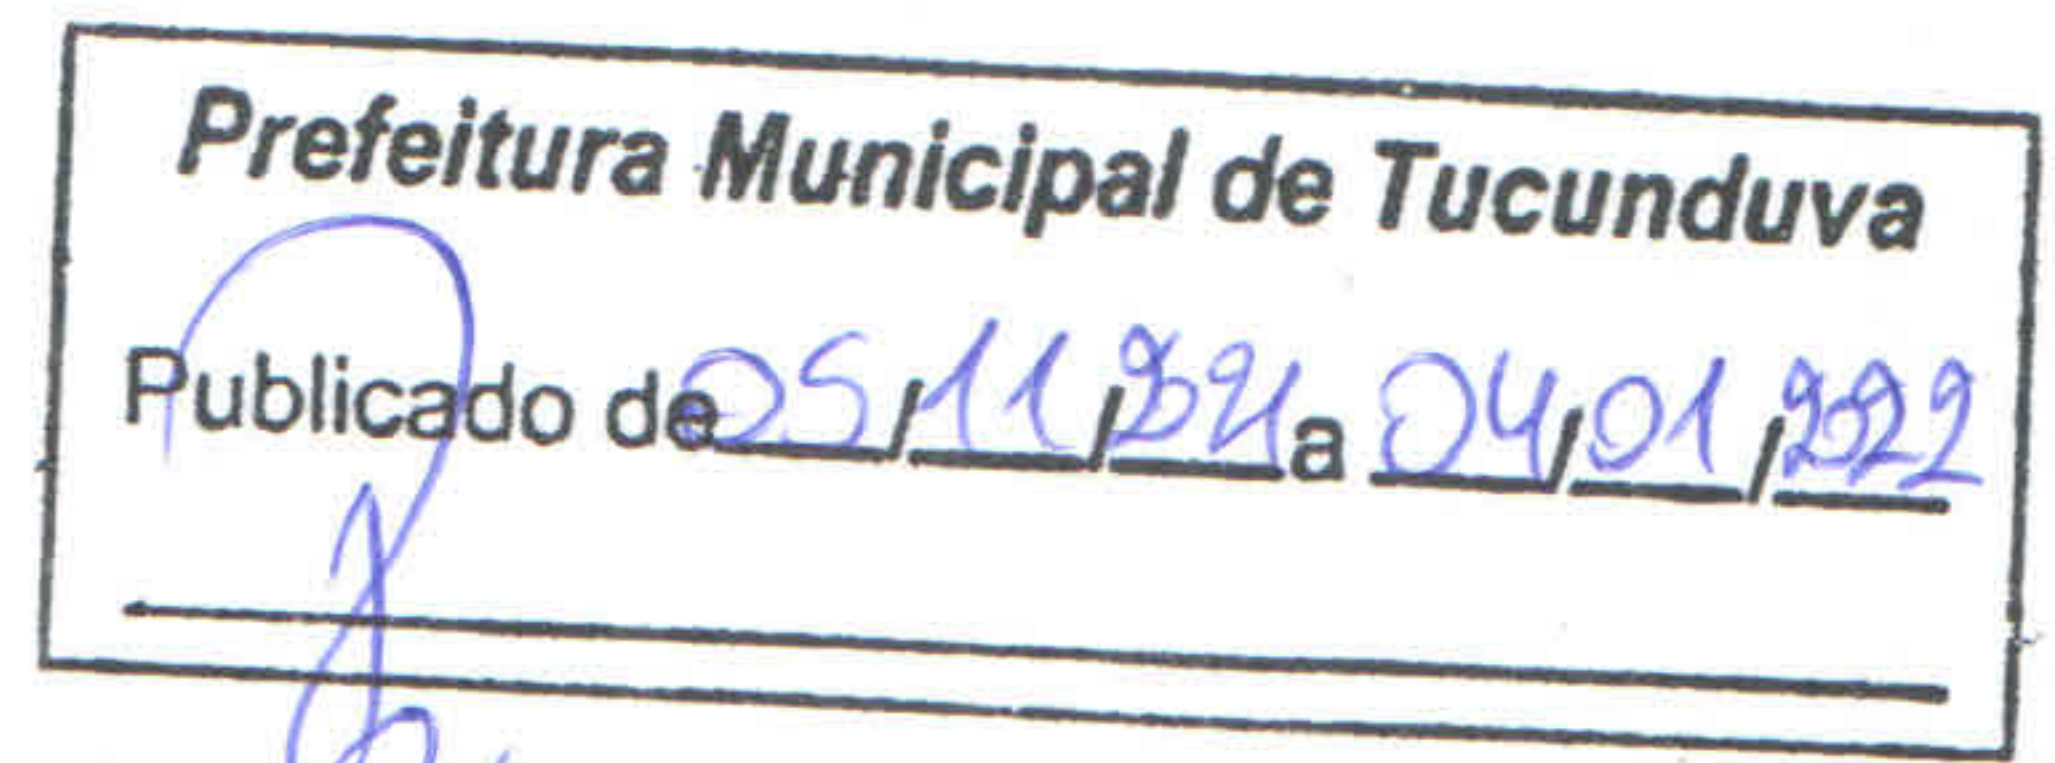 Prefeitura Municipal de Tucunduva
Publicado de 05/11/2021 a 04/01/2022